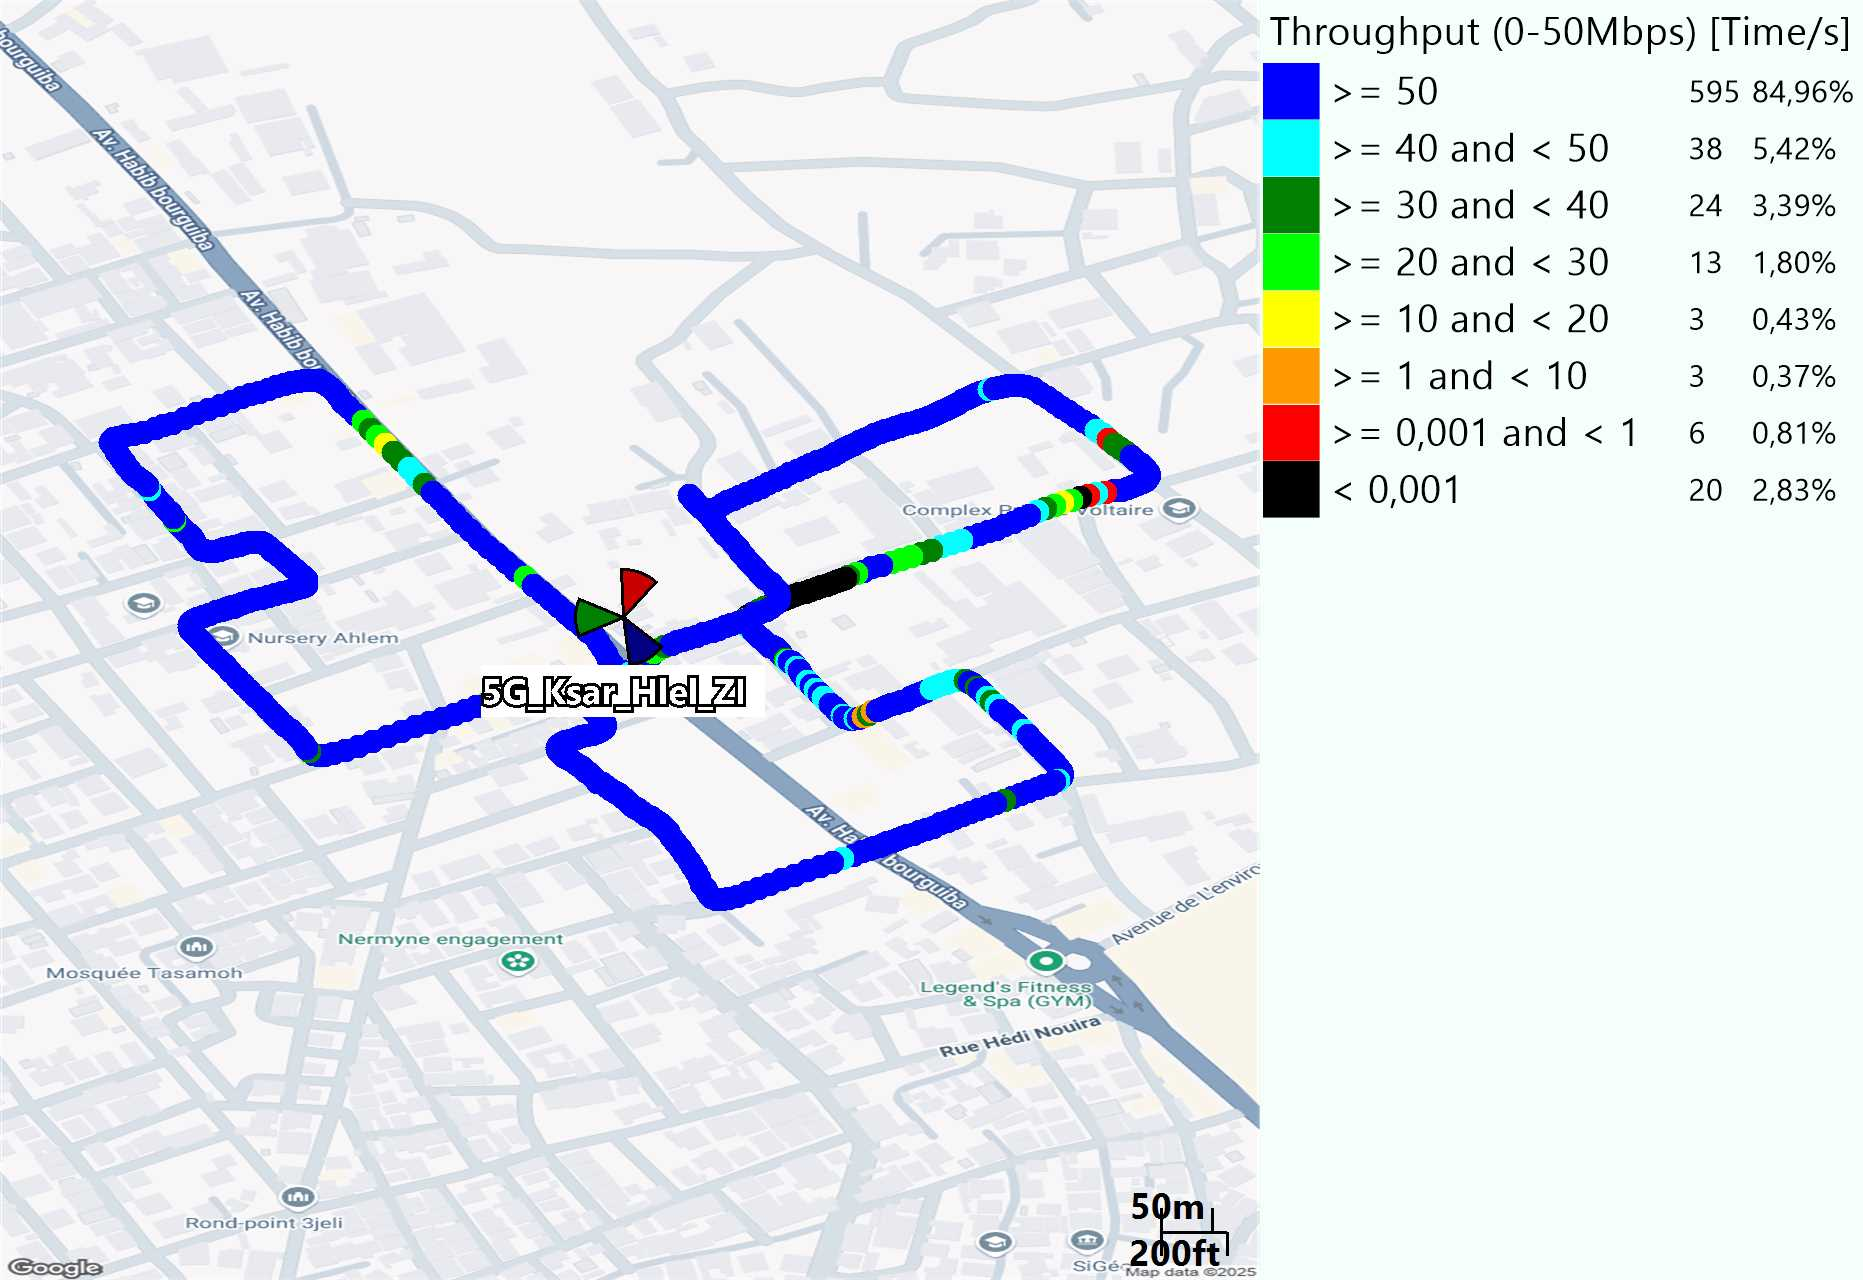 Throughput (0-50Mbps) [Time/s]
>= 50 595 84,96%
>= 40 and < 50 38 5,42%
>= 30 and < 40 24 3,39%
>= 20 and < 30 13 1,80%
>= 10 and < 20 3 0,43%
>= 1 and < 10 3 0,37%
>= 0,001 and < 1 6 0,81%
< 0,001 20 2,83%
bourguiba
Av. Habib bourguiba
Av. Habib bo
Complex
Voltaire
Nursery Ahlem
5G_Ksar_Hlel_ZI
Av. Ha
bourguiba
Avenue de L'enviro
Nermyne engagement
Mosquée Tasamoh
Legend's Fitness
& Spa (GYM)
Rue Hédi Nouira
Rond-point 3jeli
50m
200ft
SiGé
Google
Map data ©2025